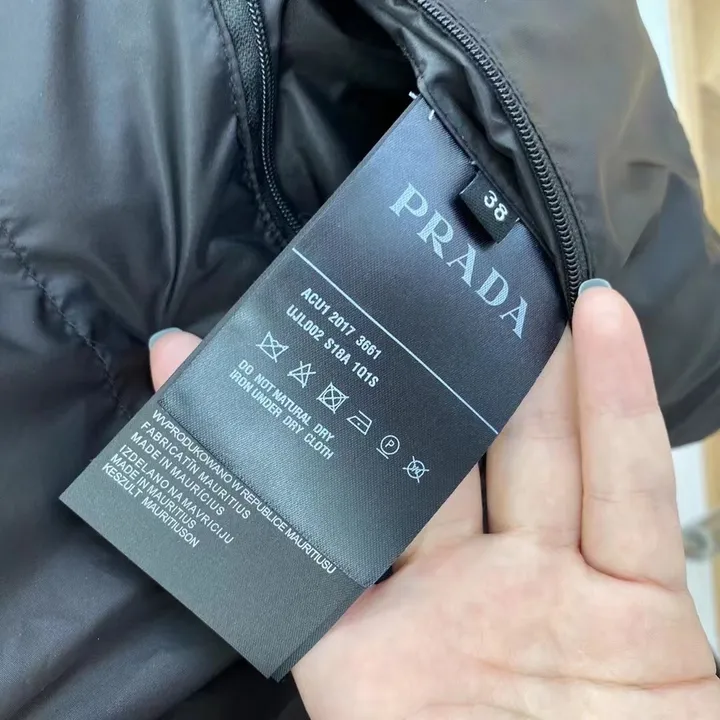 38
PRADA
ACU1 2017 3661
UJL002 S18A 1Q1S
DO NOT NATURAL DRY
IRON UNDER DRY CLOTH
WVPRODUKOWANO W REPUBLICE MAURITIUSU
FABRICATIN MAURITIUS
MADE IN MAURICIUS
IZDELANO NA MAVRICIJU
MADE IN MAURITIUS
KESZULT MAURITIUSON